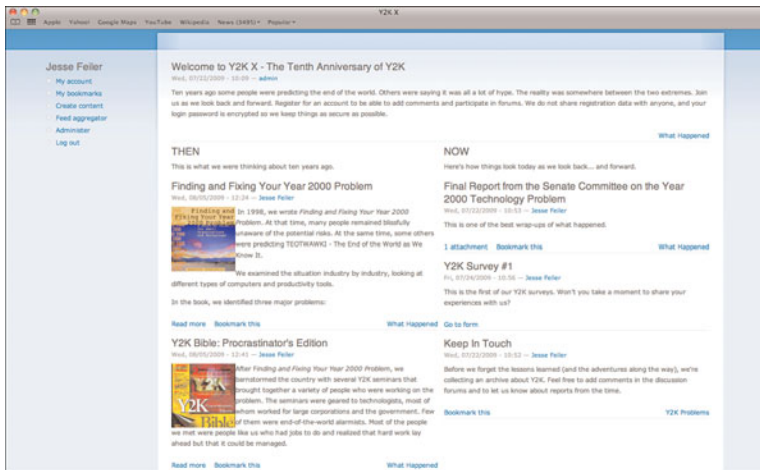 Y2K X
Apple Yahoo! Google Maps YouTube Wikipedia News (3495) Popular
Jesse Feiler
My account
My bookmarks
Create content
Feed aggregator
Administer
Log out
Welcome to Y2K X - The Tenth Anniversary of Y2K
Wed, 07/22/2009 - 10:09 — admin
Ten years ago some people were predicting the end of the world. Others were saying it was all a lot of hype. The reality was somewhere between the two extremes. Join
us as we look back and forward. Register for an account to be able to add comments and participate in forums. We do not share registration data with anyone, and your
login password is encrypted so we keep things as secure as possible.
What Happened
THEN
This is what we were thinking about ten years ago.
Finding and Fixing Your Year 2000 Problem
Wed, 08/05/2009 - 12:24 — Jesse Feiler
Finding and
Fixing Your Year
2000 Problem
In 1998, we wrote Finding and Fixing Your Year 2000
Problem. At that time, many people remained blissfully
unaware of the potential risks. At the same time, some others
were predicting TEOTWAWKI - The End of the World as We
Know It.
We examined the situation industry by industry, looking at
different types of computers and productivity tools.
In the book, we identified three major problems:
Read more Bookmark this What Happened
Y2K Bible: Procrastinator's Edition
Wed, 08/05/2009 - 12:41 — Jesse Feiler
Y2K
Y2K
Bible
After Finding and Fixing Your Year 2000 Problem, we
barnstormed the country with several Y2K seminars that
brought together a variety of people who were working on the
problem. The seminars were geared to technologists, most of
whom worked for large corporations and the government. Few
of them were end-of-the-world alarmists. Most of the people
we met were people like us who had jobs to do and realized that hard work lay
ahead but that it could be managed.
Read more Bookmark this What Happened
NOW
Here's how things look today as we look back... and forward.
Final Report from the Senate Committee on the Year
2000 Technology Problem
Wed, 07/22/2009 - 10:53 — Jesse Feiler
This is one of the best wrap-ups of what happened.
1 attachment Bookmark this What Happened
Y2K Survey #1
Fri, 07/24/2009 - 10:56 — Jesse Feiler
This is the first of our Y2K surveys. Won't you take a moment to share your
experiences with us?
Go to form
Keep In Touch
Wed, 07/22/2009 - 10:52 — Jesse Feiler
Before we forget the lessons learned (and the adventures along the way), we're
collecting an archive about Y2K. Feel free to add comments in the discussion
forums and to let us know about reports from the time.
Bookmark this Y2K Problems